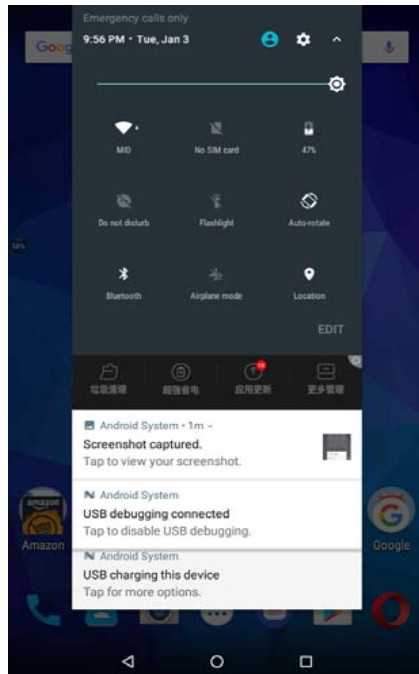 Emergency calls only
9:56 PM • Tue, Jan 3
Goog
MID
No SIM card
47%
Do not disturb
Flashlight
Auto-rotate
Bluetooth
Airplane mode
Location
EDIT
垃圾清理
超强省电
应用更新
更多管理
Android System • 1m
Screenshot captured.
Tap to view your screenshot.
Android System
USB debugging connected
Tap to disable USB debugging.
Android System
USB charging this device
Tap for more options.
amazon
Amazon
Google